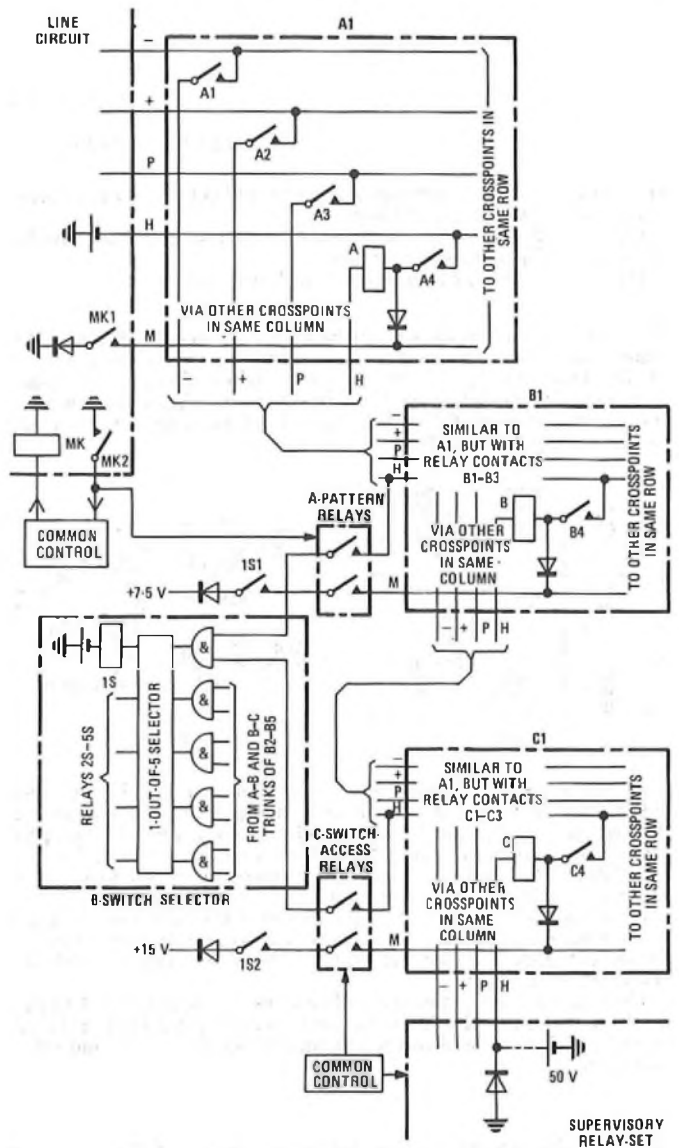 LINE
CIRCUIT
A1
−
A1
+
A2
P
A3
H
A
A4
TO OTHER CROSSPOINTS IN
SAME ROW
VIA OTHER CROSSPOINTS
IN SAME COLUMN
MK1
M
− + P H
B1
MK
MK2
−
+
P
H
SIMILAR TO
A1, BUT WITH
RELAY CONTACTS
B1–B3
COMMON
CONTROL
A-PATTERN
RELAYS
B
B4
VIA OTHER
CROSSPOINTS
IN SAME
COLUMN
TO OTHER CROSSPOINTS
IN SAME ROW
+7·5 V
1S1
M
− + P H
&
1S
&
&
&
&
RELAYS 2S–5S
1-OUT-OF-5 SELECTOR
FROM A–B AND B–C
TRUNKS OF B2–B5
B-SWITCH SELECTOR
C1
−
+
P
H
SIMILAR TO
A1, BUT WITH
RELAY CONTACTS
C1–C3
C-SWITCH-
ACCESS
RELAYS
C
C4
VIA OTHER
CROSSPOINTS
IN SAME
COLUMN
TO OTHER CROSSPOINTS
IN SAME ROW
+15 V
1S2
M
− + P H
COMMON
CONTROL
50 V
SUPERVISORY
RELAY-SET